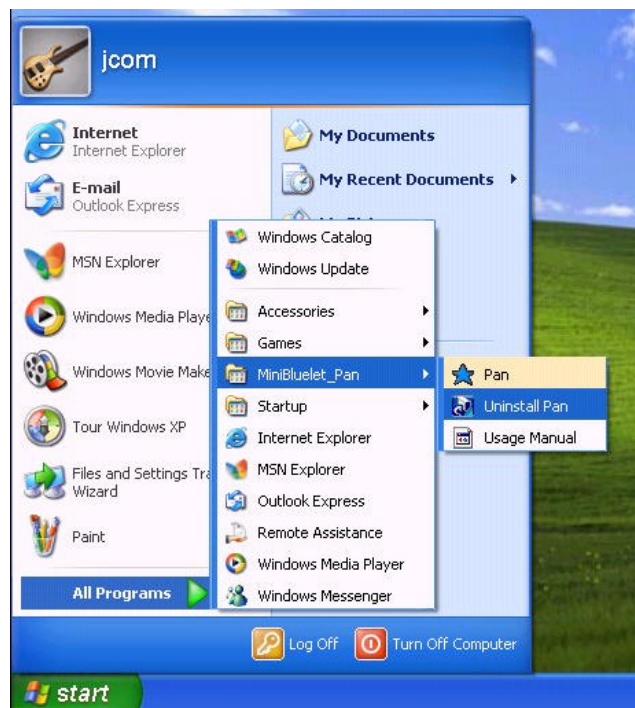 jcom
Internet
Internet Explorer
E-mail
Outlook Express
MSN Explorer
Windows Media Playe
Windows Movie Make
Tour Windows XP
Files and Settings Tra
Wizard
Paint
All Programs
My Documents
My Recent Documents
Windows Catalog
Windows Update
Accessories
Games
MiniBluelet_Pan
Startup
Internet Explorer
MSN Explorer
Outlook Express
Remote Assistance
Windows Media Player
Windows Messenger
Pan
Uninstall Pan
Usage Manual
Log Off
Turn Off Computer
start